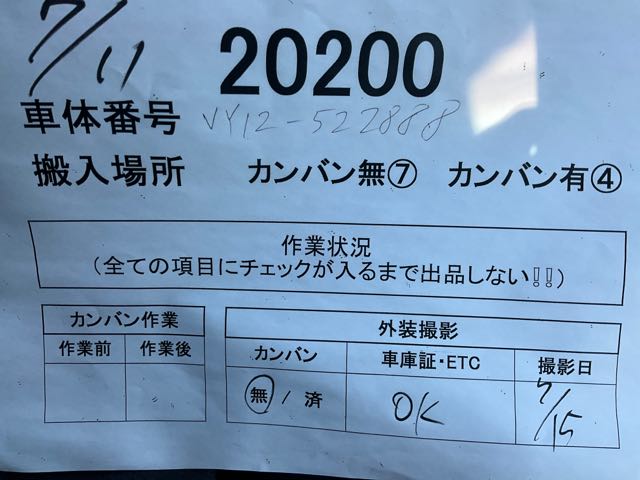 7/11 20200
車体番号 VY12-522888
搬入場所 カンバン無⑦ カンバン有④
作業状況
（全ての項目にチェックが入るまで出品しない!!）
カンバン作業
作業前 作業後
外装撮影
カンバン 車庫証・ETC 撮影日
無 / 済 OK 7/15